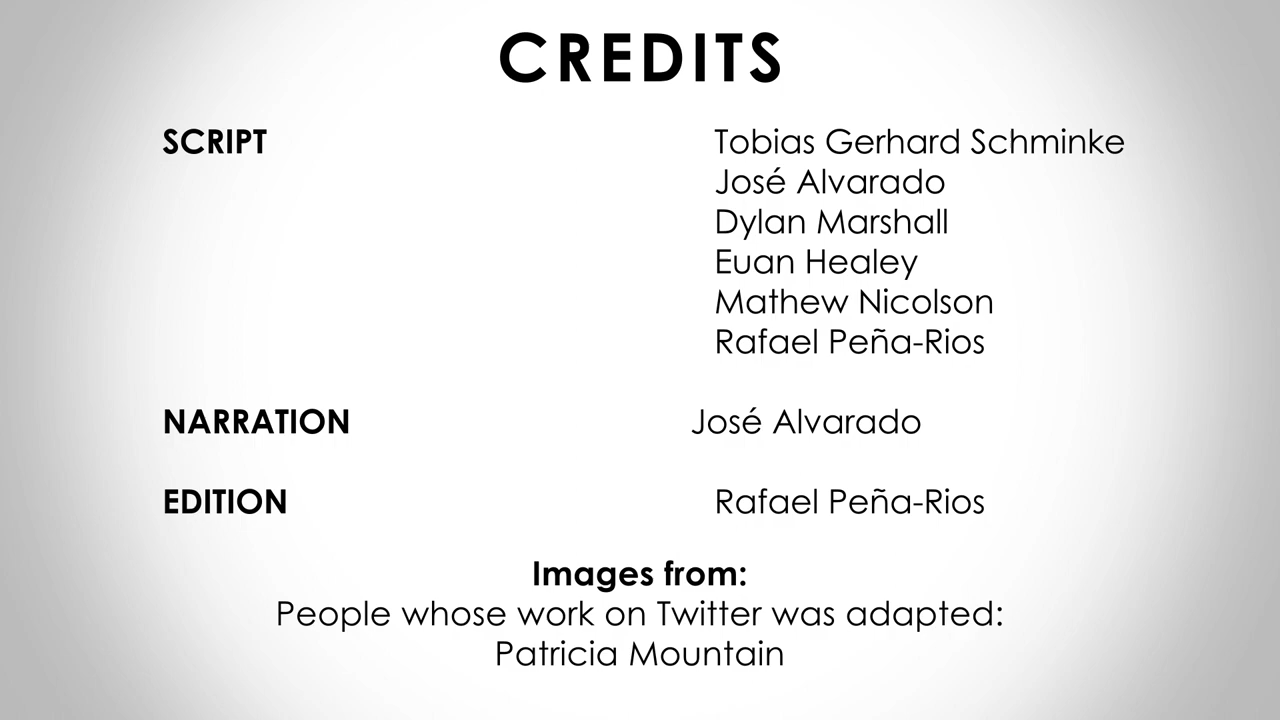 CREDITS
SCRIPT Tobias Gerhard Schminke
José Alvarado
Dylan Marshall
Euan Healey
Mathew Nicolson
Rafael Peña-Rios
NARRATION José Alvarado
EDITION Rafael Peña-Rios
Images from:
People whose work on Twitter was adapted:
Patricia Mountain